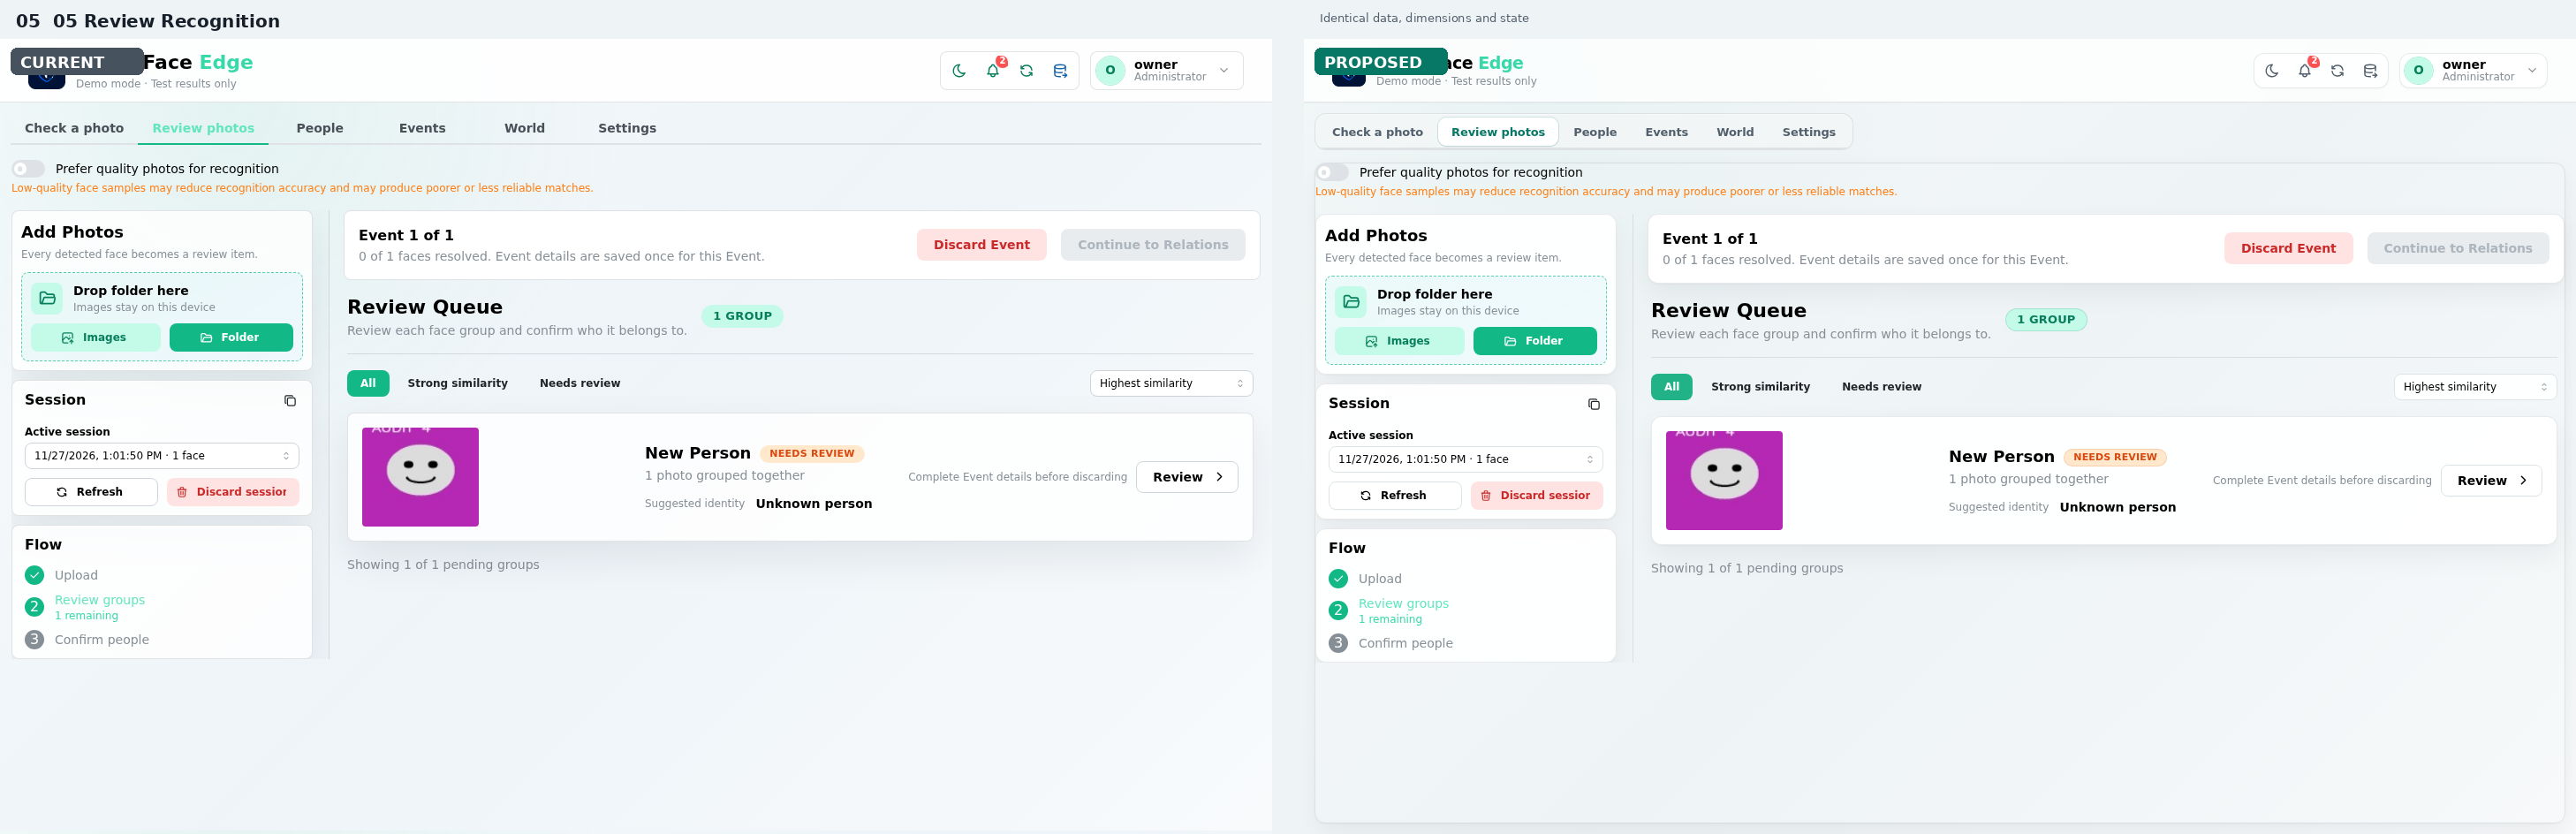 05 05 Review Recognition
Identical data, dimensions and state
CURRENT
Face Edge
Demo mode · Test results only
2
O
owner
Administrator
Check a photo
Review photos
People
Events
World
Settings
Prefer quality photos for recognition
Low-quality face samples may reduce recognition accuracy and may produce poorer or less reliable matches.
Add Photos
Every detected face becomes a review item.
Drop folder here
Images stay on this device
Images
Folder
Session
Active session
11/27/2026, 1:01:50 PM · 1 face
Refresh
Discard session
Flow
Upload
2
Review groups
1 remaining
3
Confirm people
Event 1 of 1
0 of 1 faces resolved. Event details are saved once for this Event.
Discard Event
Continue to Relations
Review Queue
Review each face group and confirm who it belongs to.
1 GROUP
All
Strong similarity
Needs review
Highest similarity
AUDIT 4
New Person
NEEDS REVIEW
1 photo grouped together
Suggested identity Unknown person
Complete Event details before discarding
Review
Showing 1 of 1 pending groups
PROPOSED
ace Edge
Demo mode · Test results only
2
O
owner
Administrator
Check a photo
Review photos
People
Events
World
Settings
Prefer quality photos for recognition
Low-quality face samples may reduce recognition accuracy and may produce poorer or less reliable matches.
Add Photos
Every detected face becomes a review item.
Drop folder here
Images stay on this device
Images
Folder
Session
Active session
11/27/2026, 1:01:50 PM · 1 face
Refresh
Discard session
Flow
Upload
2
Review groups
1 remaining
3
Confirm people
Event 1 of 1
0 of 1 faces resolved. Event details are saved once for this Event.
Discard Event
Continue to Relations
Review Queue
Review each face group and confirm who it belongs to.
1 GROUP
All
Strong similarity
Needs review
Highest similarity
AUDIT 4
New Person
NEEDS REVIEW
1 photo grouped together
Suggested identity Unknown person
Complete Event details before discarding
Review
Showing 1 of 1 pending groups